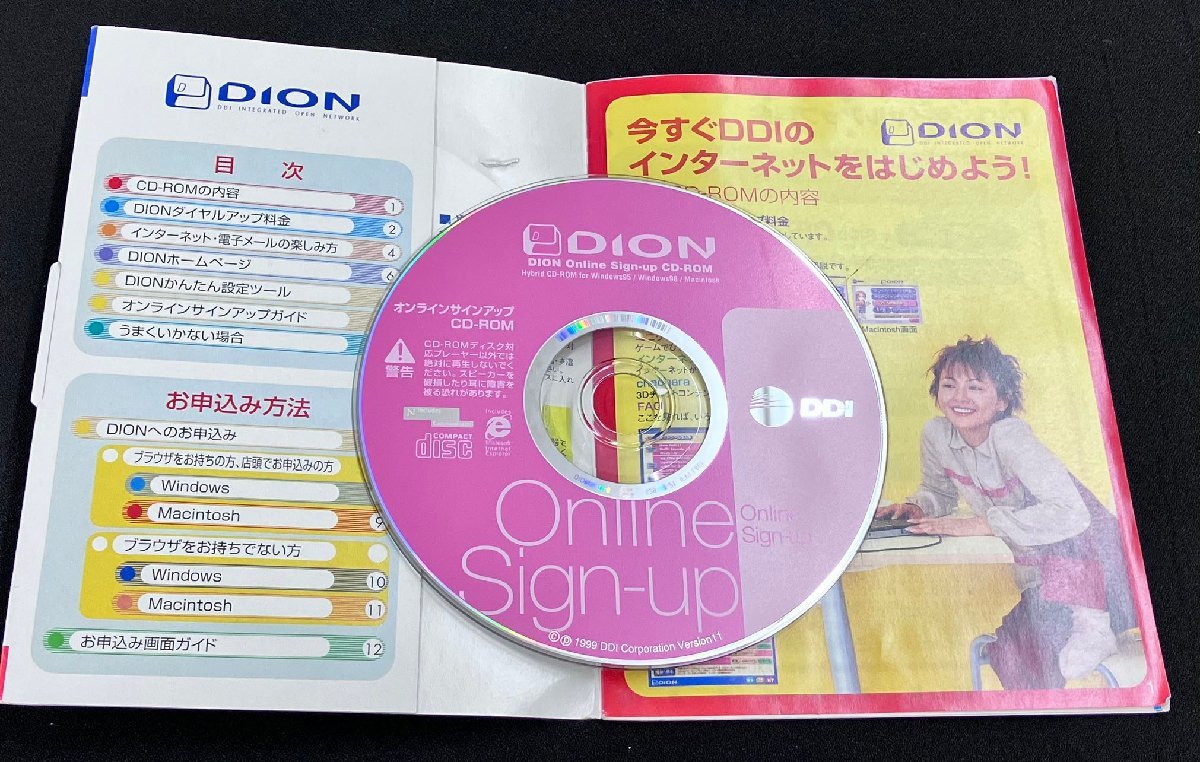 DION
DDI INTEGRATED OPEN NETWORK
目次
CD-ROMの内容 1
DIONダイヤルアップ料金 2
インターネット・電子メールの楽しみ方 4
DIONホームページ 6
DIONかんたん設定ツール
オンラインサインアップガイド
うまくいかない場合
お申込み方法
DIONへのお申込み
ブラウザをお持ちの方、店頭でお申込みの方
Windows
Macintosh 9
ブラウザをお持ちでない方
Windows 10
Macintosh 11
お申込み画面ガイド 12
今すぐDDIの
インターネットをはじめよう!
DION
DDI INTEGRATED OPEN NETWORK
CD-ROMの内容
料金
しています。
Macintosh画面
DION
DION Online Sign-up CD-ROM
Hybrid CD-ROM for Windows95 / Windows98 / Macintosh
オンラインサインアップ
CD-ROM
警告
CD-ROMディスク対
応プレーヤー以外では
絶対に再生しないでく
ださい。スピーカーを
破損したり耳に障害を
被る恐れがあります。
COMPACT
disc
Includes
Microsoft
Internet
Explorer
DDI
Online
Sign-up
Online
Sign-up
©Ⓟ 1999 DDI Corporation Version11
FAQ
DION